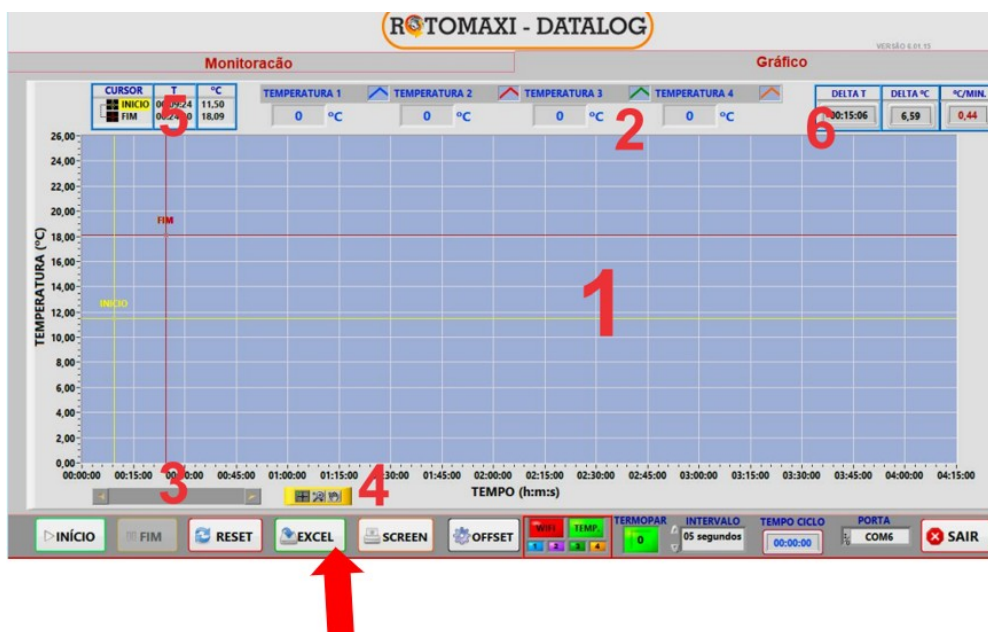 ROTOMAXI - DATALOG
VERSÃO 6.01.13
Monitoracão
Gráfico
CURSOR T °C
INICIO 00:09:24 11,50
FIM 18,09
5
TEMPERATURA 1
0 °C
TEMPERATURA 2
0 °C
TEMPERATURA 3
0 °C
TEMPERATURA 4
0 °C
2
DELTA T DELTA °C °C/MIN.
00:15:06 6,59 0,44
6
TEMPERATURA (°C)
26,00
24,00
22,00
20,00
18,00
16,00
14,00
12,00
10,00
8,00
6,00
4,00
2,00
0,00
FIM
INICIO
1
00:00:00 00:15:00 00:45:00 01:00:00 01:15:00 02:00:00 02:15:00 02:30:00 02:45:00 03:00:00 03:15:00 03:30:00 03:45:00 04:00:00 04:15:00
TEMPO (h:m:s)
3
4
INÍCIO
FIM
RESET
EXCEL
SCREEN
OFFSET
WIFI TEMP.
1 2 3 4
TERMOPAR
0
INTERVALO
05 segundos
TEMPO CICLO
00:00:00
PORTA
COM6
SAIR